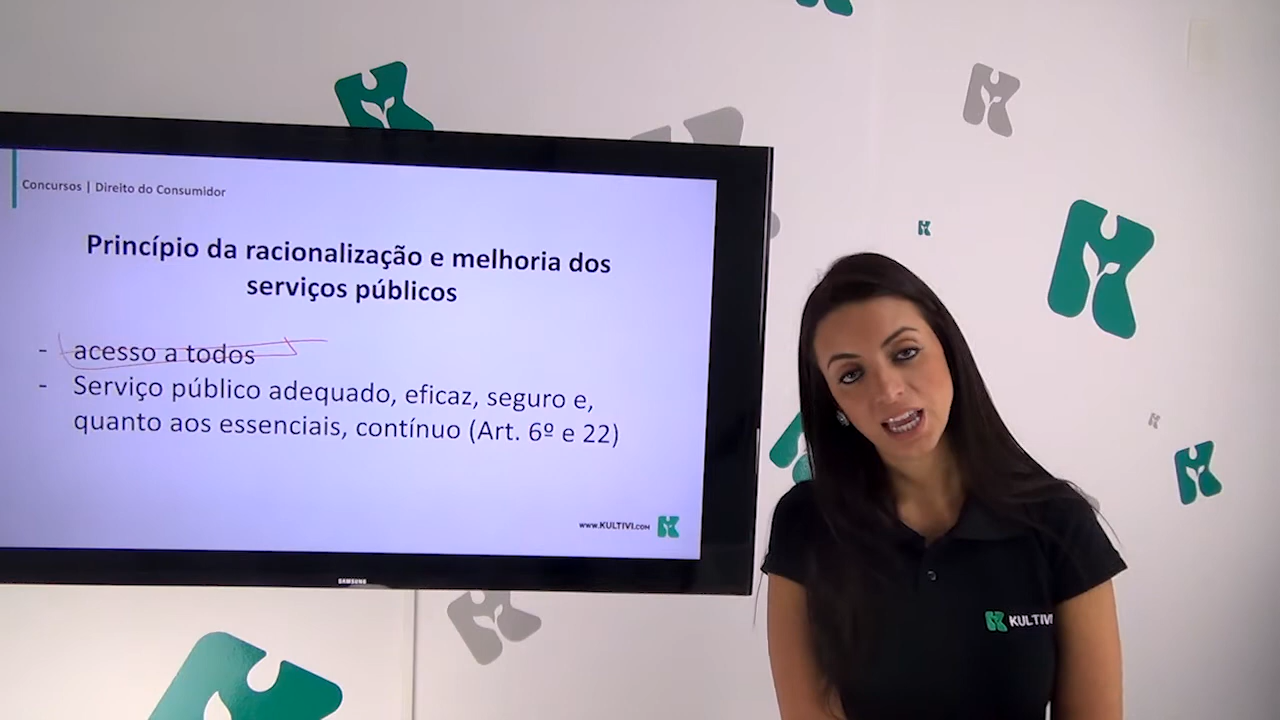 Concursos | Direito do Consumidor
Princípio da racionalização e melhoria dos
serviços públicos
- acesso a todos
- Serviço público adequado, eficaz, seguro e,
quanto aos essenciais, contínuo (Art. 6º e 22)
www.KULTIVI.COM
SAMSUNG
KULTIVI